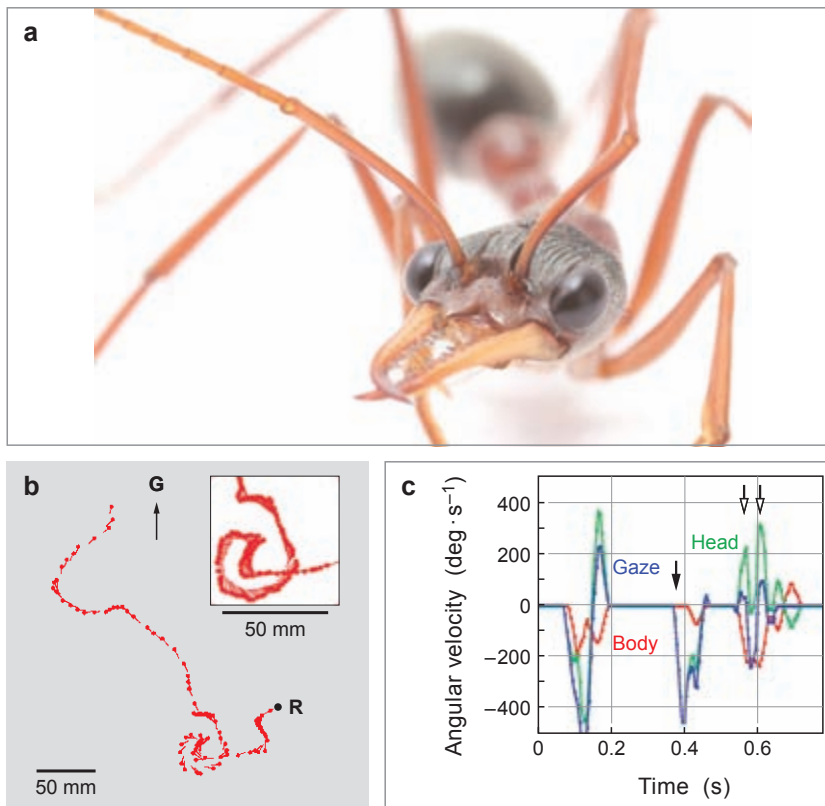 a
b
G
R
50 mm
50 mm
c
Angular velocity (deg·s⁻¹)
400
200
0
−200
−400
Head
Gaze
Body
0 0.2 0.4 0.6
Time (s)